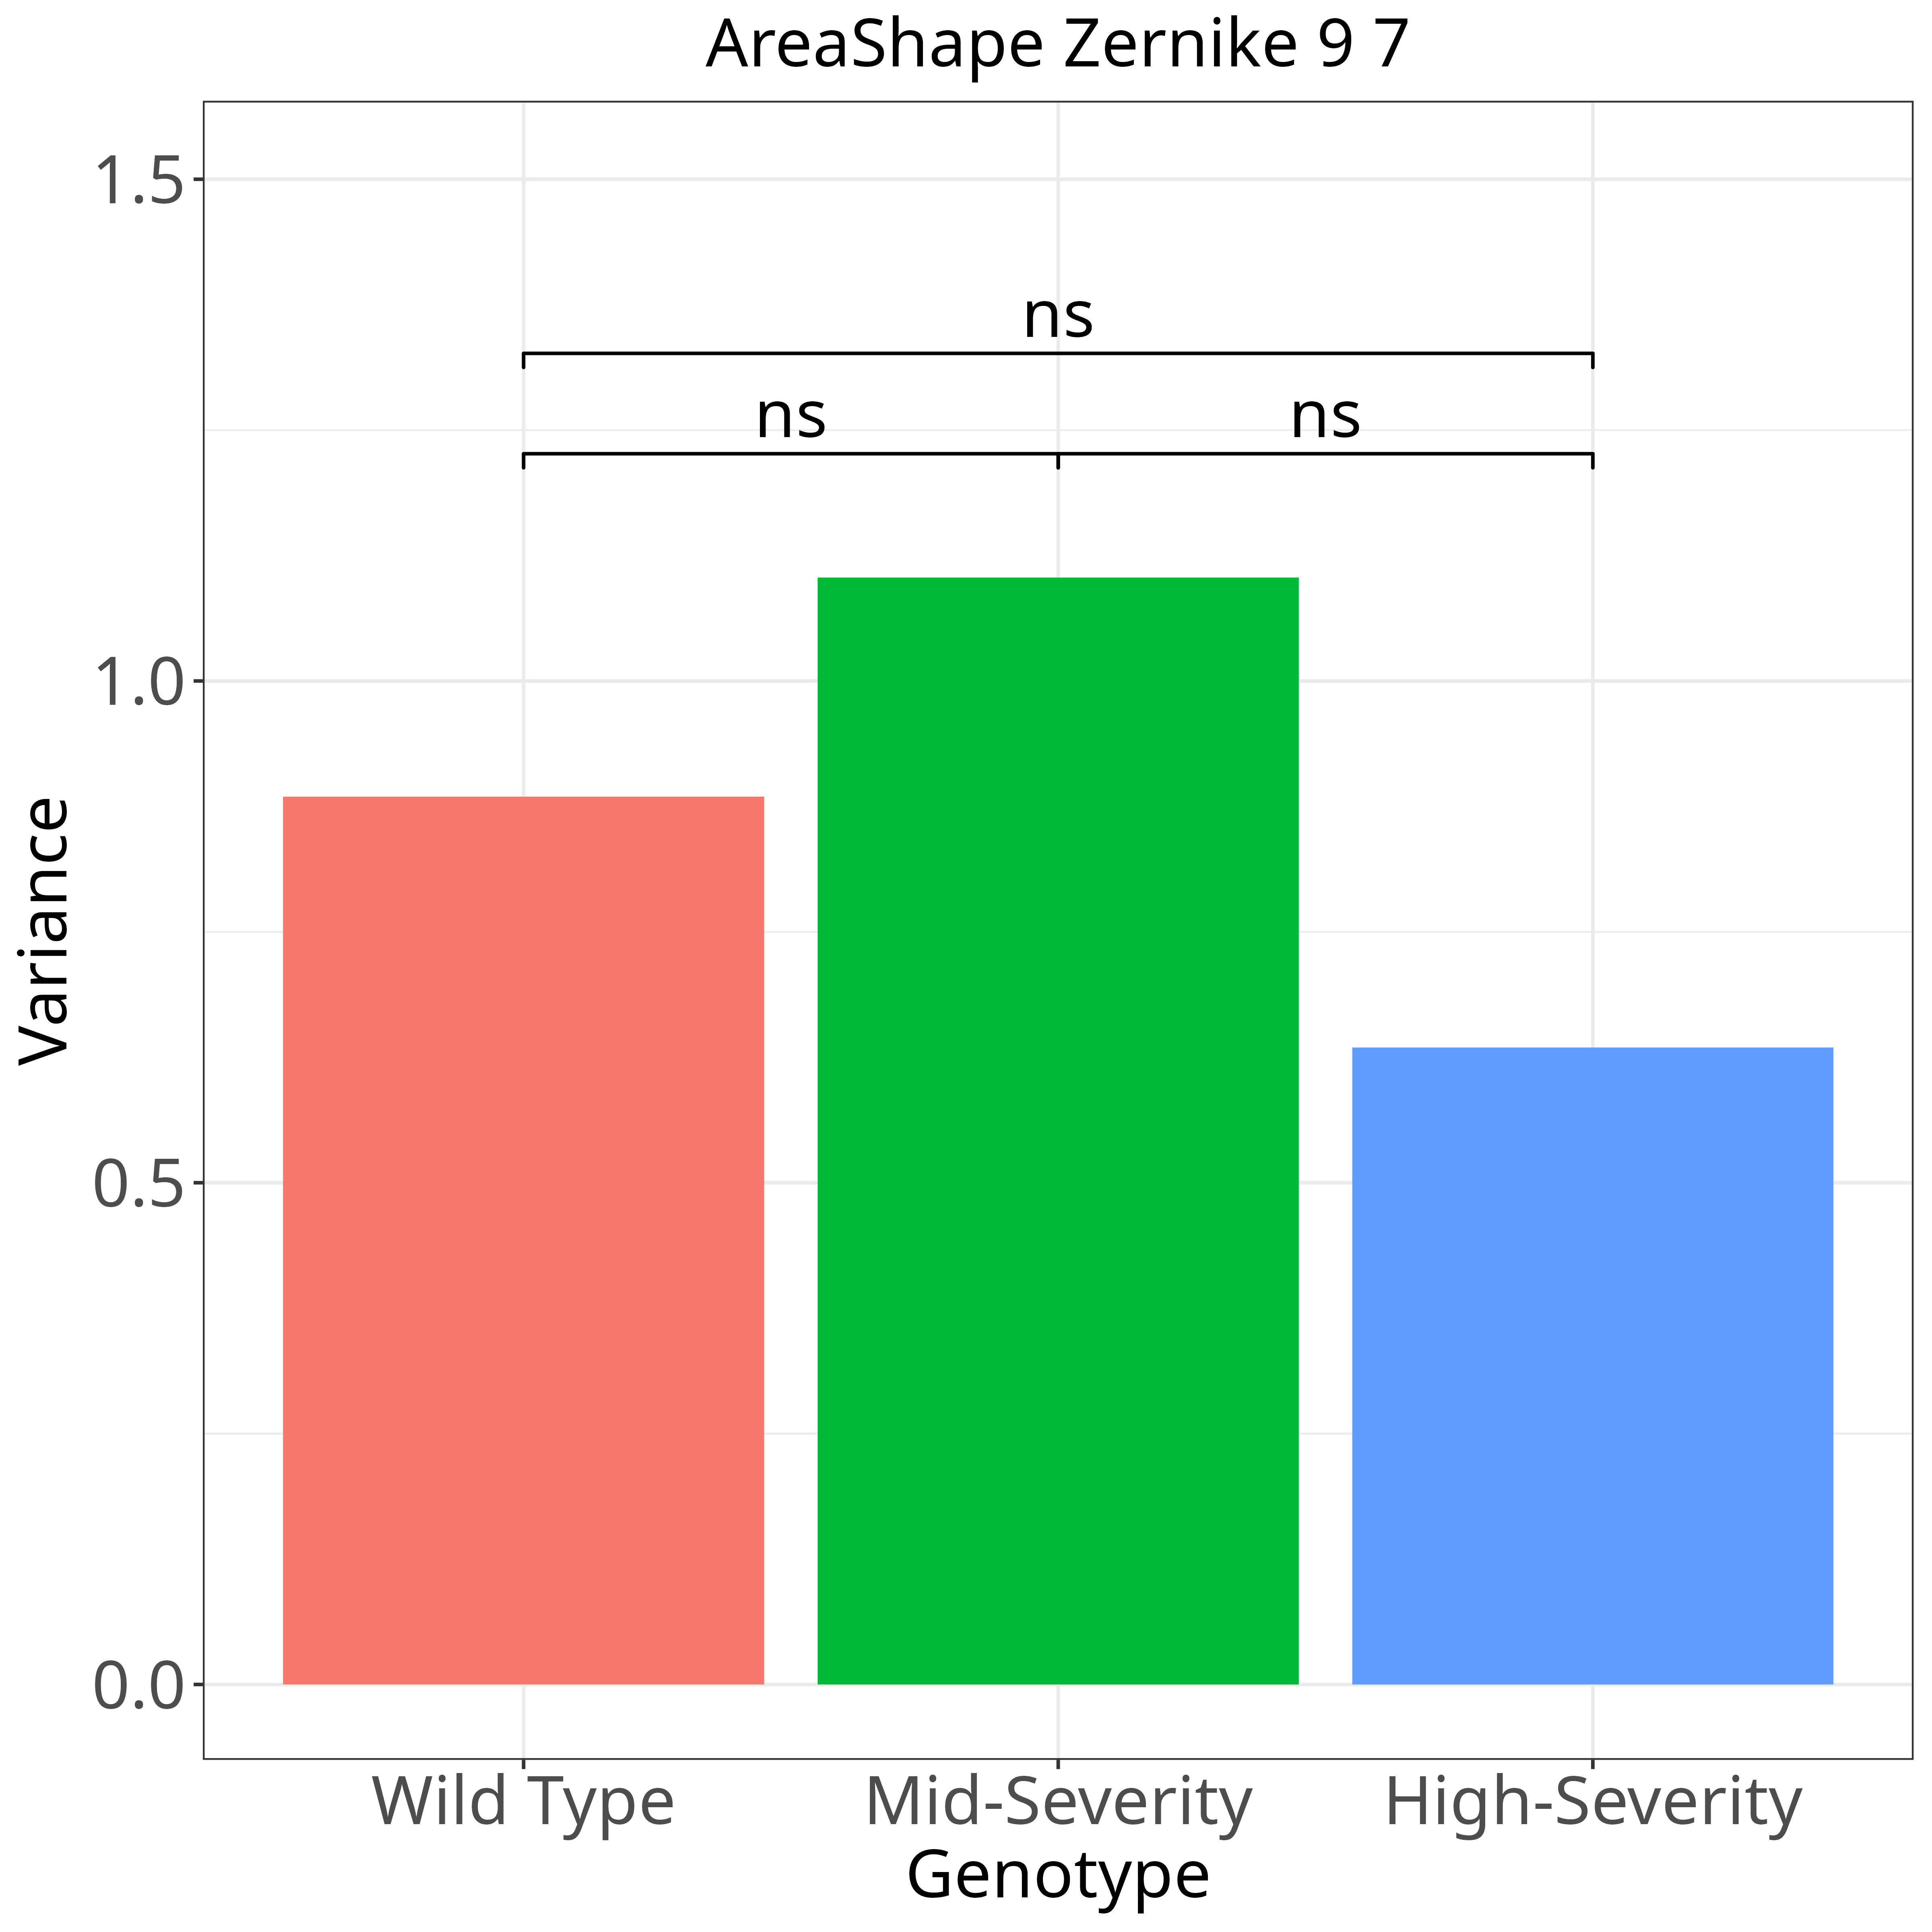 AreaShape Zernike 9 7
1.5
ns
ns ns
1.0
Variance
0.5
0.0
Wild Type Mid-Severity High-Severity
Genotype